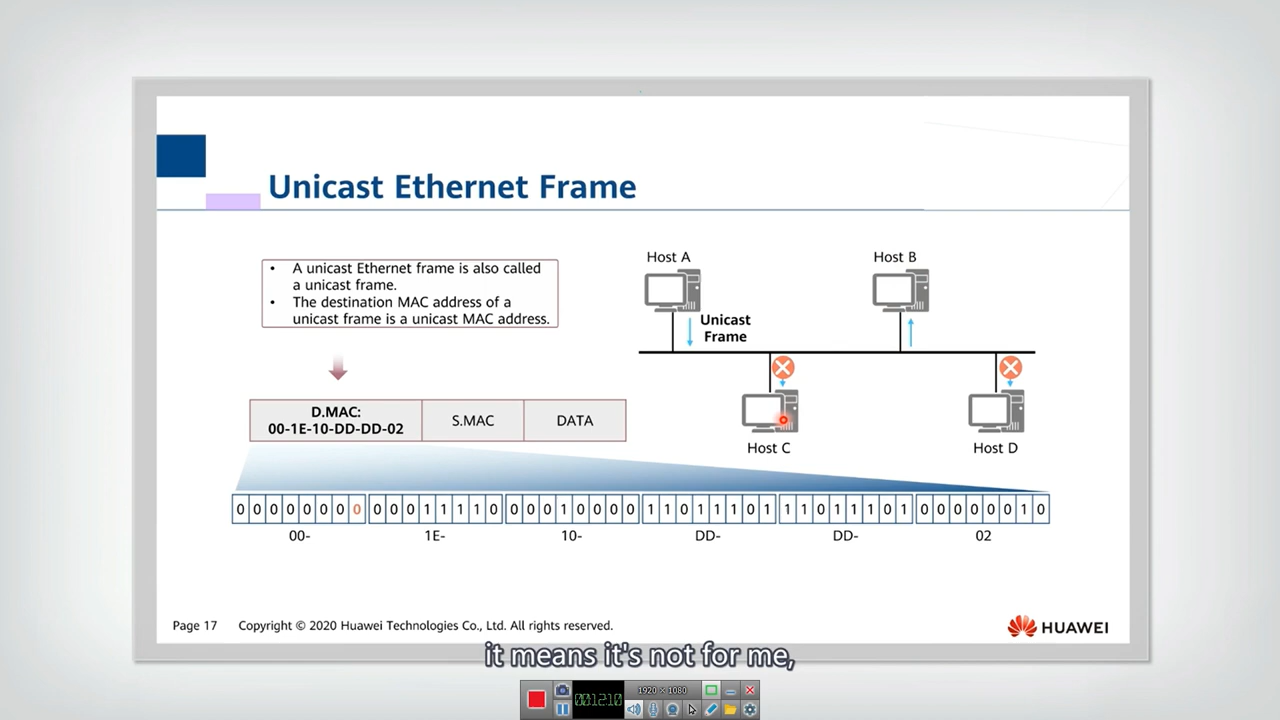 Unicast Ethernet Frame
• A unicast Ethernet frame is also called
a unicast frame.
• The destination MAC address of a
unicast frame is a unicast MAC address.
Host A
Host B
Unicast
Frame
Host C
Host D
D.MAC:
00-1E-10-DD-DD-02
S.MAC
DATA
0 0 0 0 0 0 0 0 0 0 0 1 1 1 1 0 0 0 0 1 0 0 0 0 1 1 0 1 1 1 0 1 1 1 0 1 1 1 0 1 0 0 0 0 0 0 1 0
00- 1E- 10- DD- DD- 02
Page 17 Copyright © 2020 Huawei Technologies Co., Ltd. All rights reserved.
HUAWEI
it means it's not for me,
00:12:10
1920 × 1080